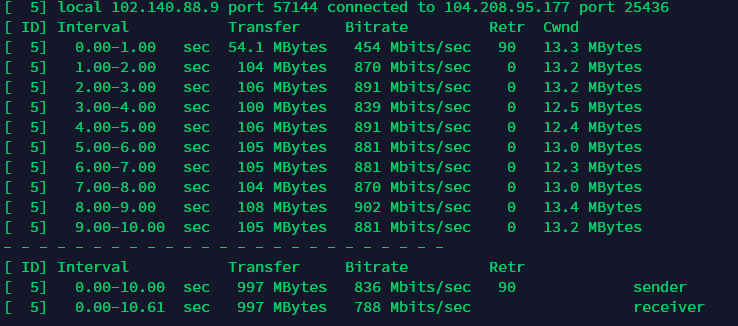 [  5] local 102.140.88.9 port 57144 connected to 104.208.95.177 port 25436
[ ID] Interval           Transfer     Bitrate         Retr  Cwnd
[  5]   0.00-1.00   sec  54.1 MBytes   454 Mbits/sec   90   13.3 MBytes
[  5]   1.00-2.00   sec   104 MBytes   870 Mbits/sec    0   13.2 MBytes
[  5]   2.00-3.00   sec   106 MBytes   891 Mbits/sec    0   13.2 MBytes
[  5]   3.00-4.00   sec   100 MBytes   839 Mbits/sec    0   12.5 MBytes
[  5]   4.00-5.00   sec   106 MBytes   891 Mbits/sec    0   12.4 MBytes
[  5]   5.00-6.00   sec   105 MBytes   881 Mbits/sec    0   13.0 MBytes
[  5]   6.00-7.00   sec   105 MBytes   881 Mbits/sec    0   12.3 MBytes
[  5]   7.00-8.00   sec   104 MBytes   870 Mbits/sec    0   13.0 MBytes
[  5]   8.00-9.00   sec   108 MBytes   902 Mbits/sec    0   13.4 MBytes
[  5]   9.00-10.00  sec   105 MBytes   881 Mbits/sec    0   13.2 MBytes
- - - - - - - - - - - - - - - - - - - - - - - - -
[ ID] Interval           Transfer     Bitrate         Retr
[  5]   0.00-10.00  sec   997 MBytes   836 Mbits/sec   90             sender
[  5]   0.00-10.61  sec   997 MBytes   788 Mbits/sec                  receiver